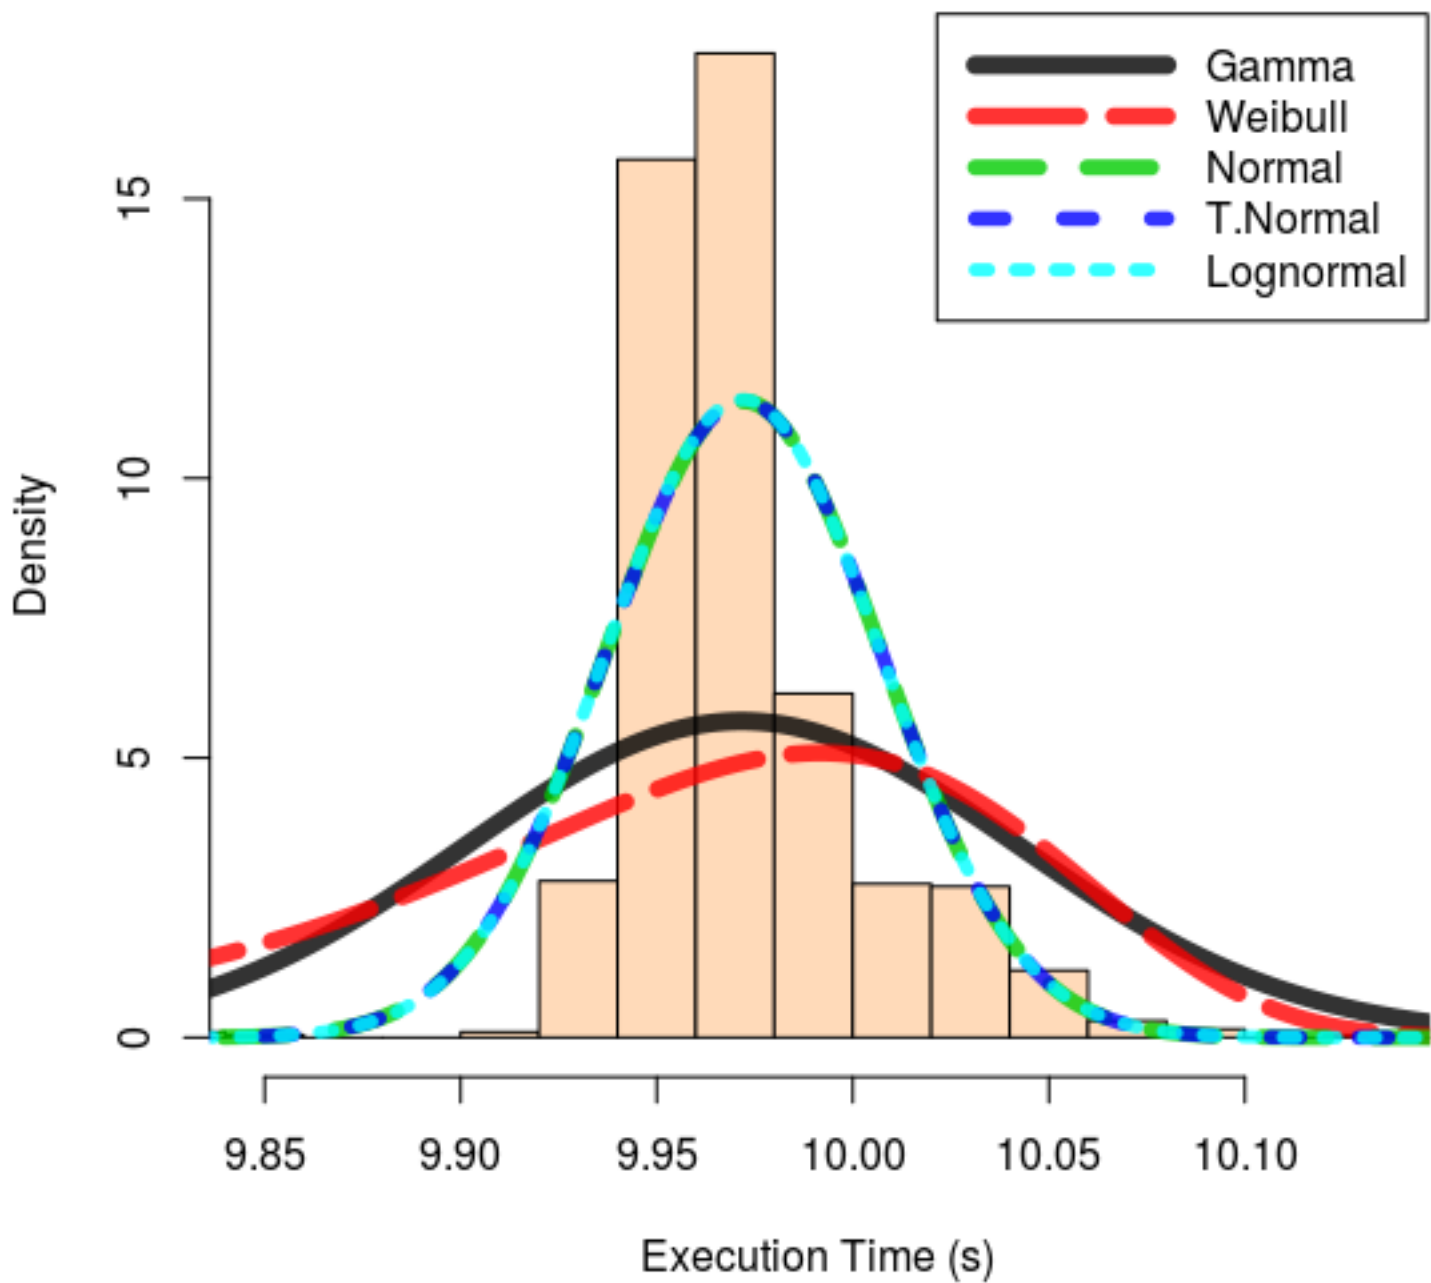 Gamma
Weibull
Normal
T.Normal
Lognormal
Density
15
10
5
0
9.85 9.90 9.95 10.00 10.05 10.10
Execution Time (s)